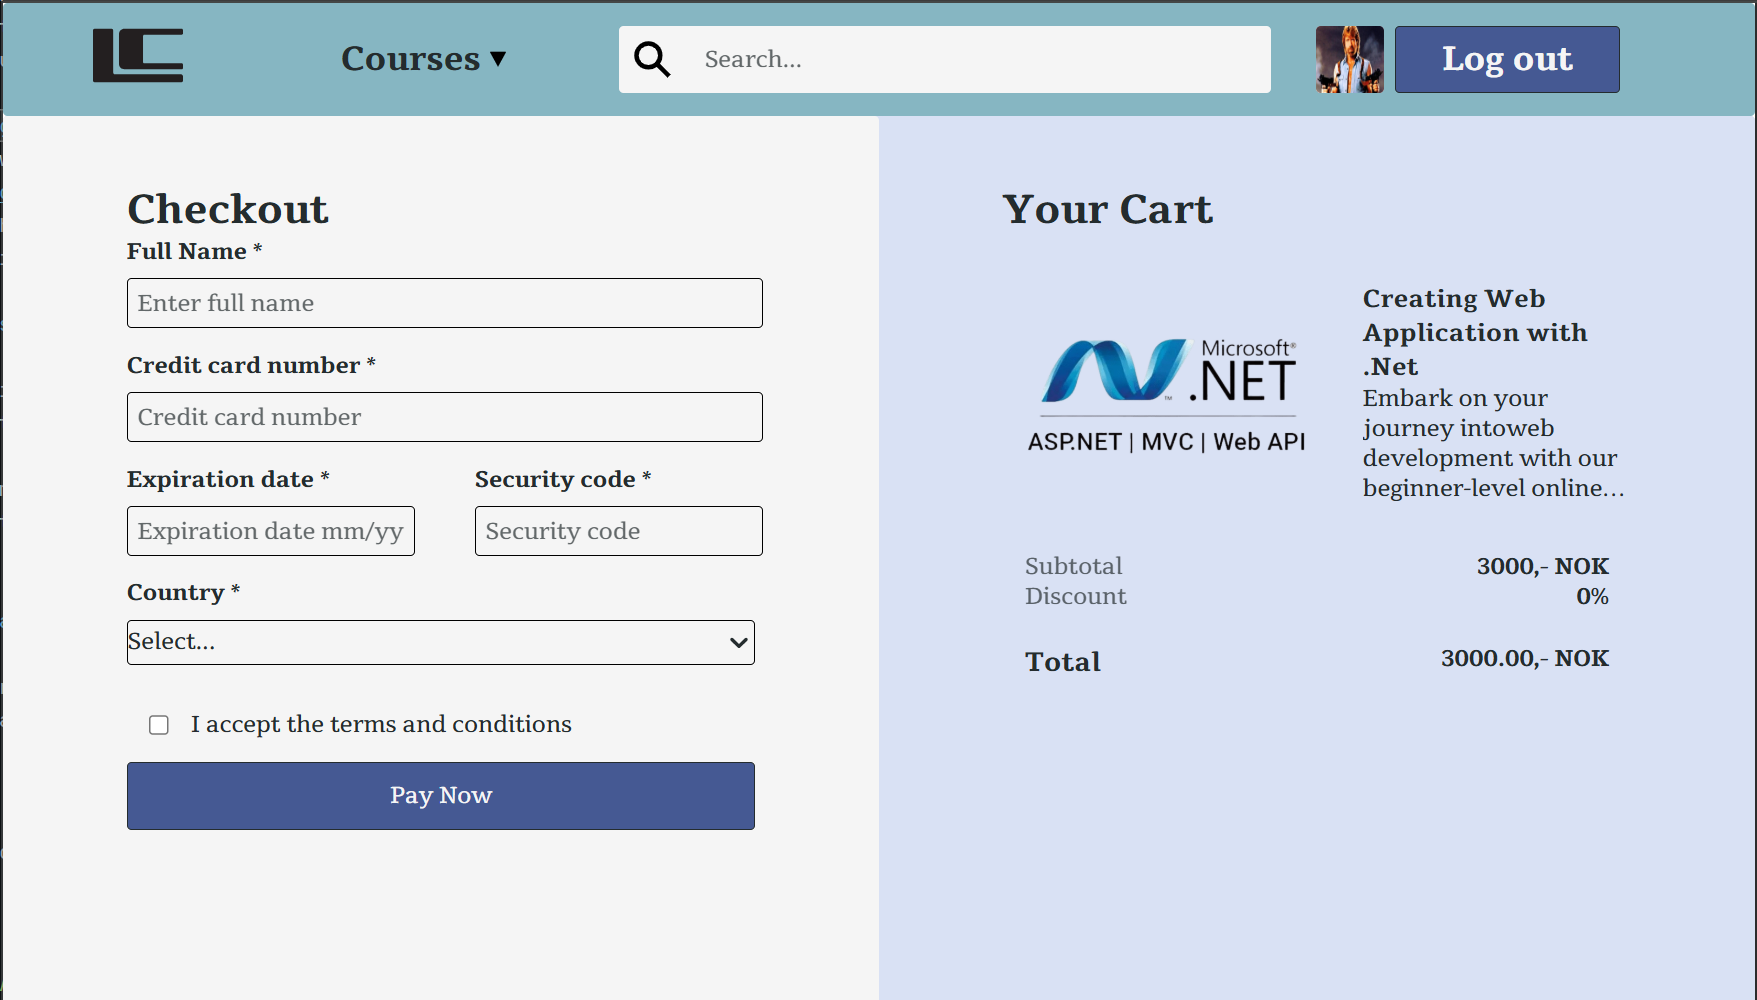 LC
Courses ▼
Search...
Log out
Checkout
Full Name *
Enter full name
Credit card number *
Credit card number
Expiration date *
Security code *
Expiration date mm/yy
Security code
Country *
Select...
I accept the terms and conditions
Pay Now
Your Cart
Microsoft®
.NET
™
ASP.NET | MVC | Web API
Creating Web
Application with
.Net
Embark on your
journey intoweb
development with our
beginner-level online...
Subtotal
3000,- NOK
Discount
0%
Total
3000.00,- NOK